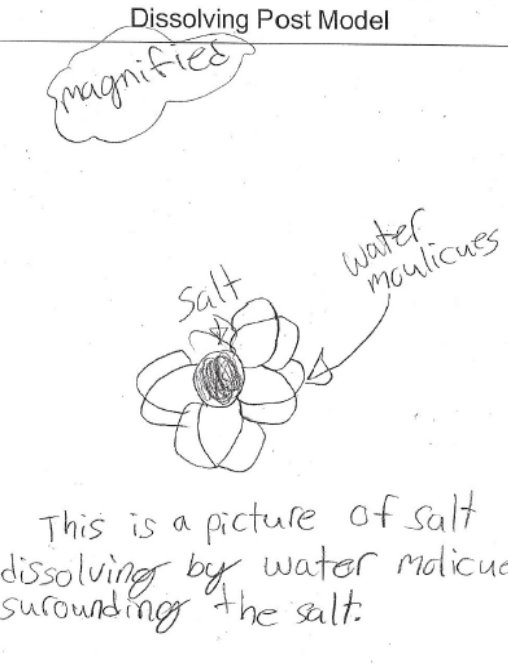 Dissolving Post Model
magnified
salt
water
moulicues
This is a picture of salt
dissolving by water molicue
surounding the salt.